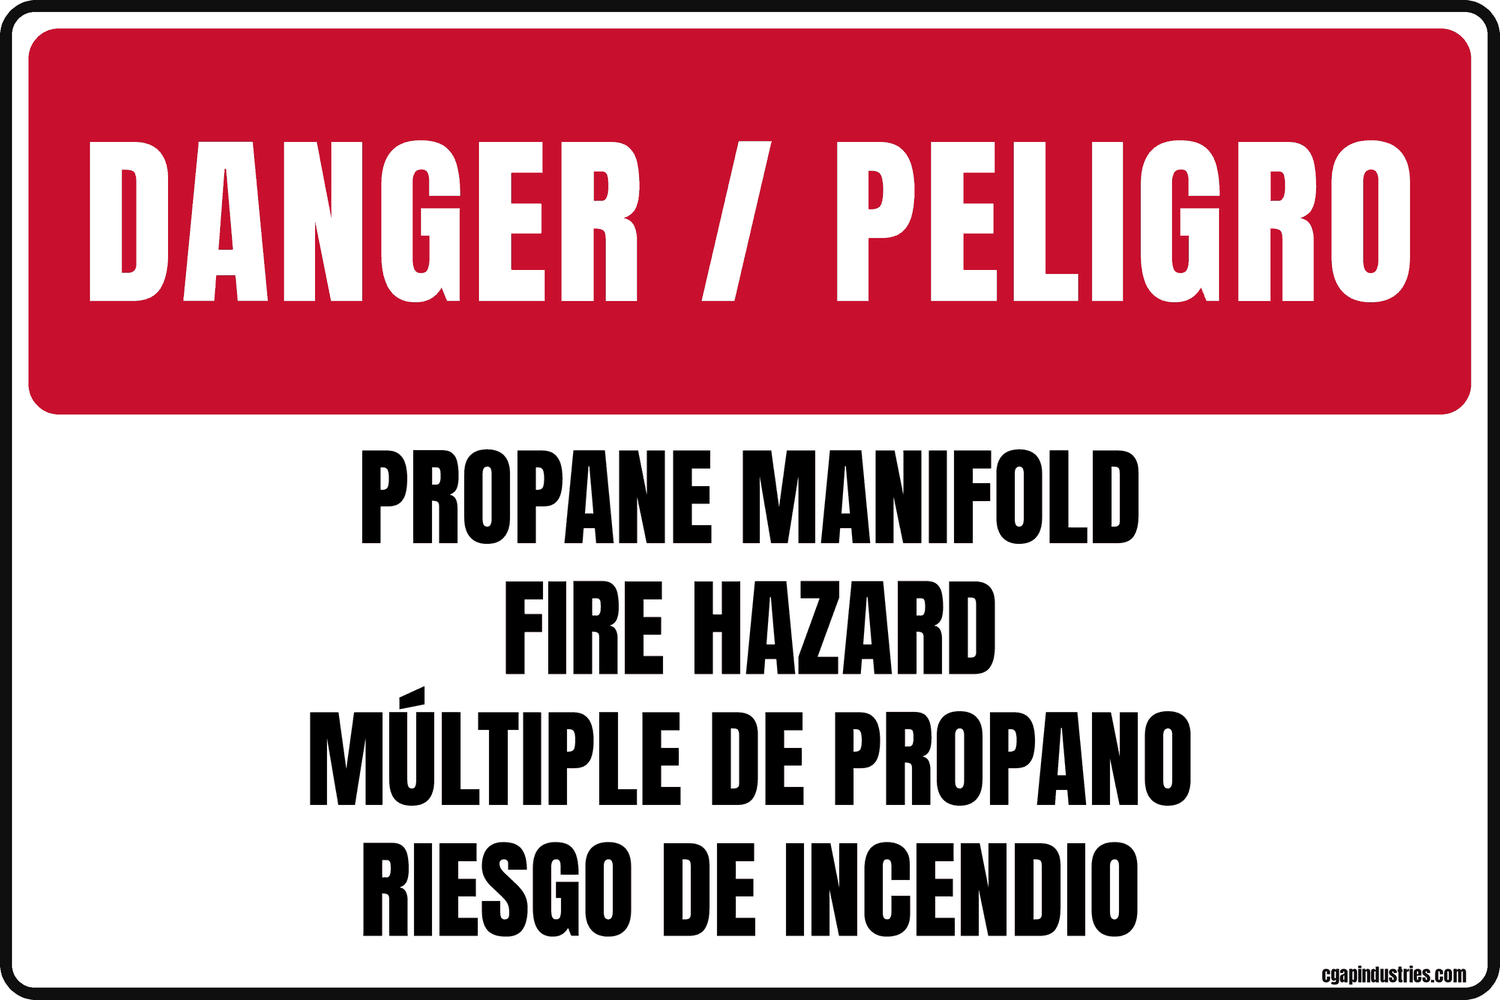 DANGER / PELIGRO
PROPANE MANIFOLD
FIRE HAZARD
MÚLTIPLE DE PROPANO
RIESGO DE INCENDIO
cgapindustries.com